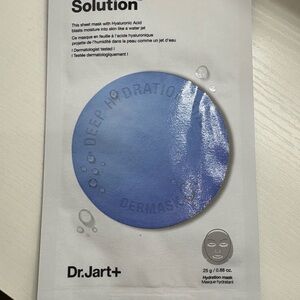 Solution
This sheet mask with Hyaluronic Acid
blasts moisture into skin like a water jet
Ce masque en feuille à l'acide hyaluronique
projete de l'humidité dans la peau comme un jet d'eau
! Dermatologist tested !
! Testée dermatologiquement !
DEEP HYDRATION
DERMASK
Dr.Jart+
25 g / 0.88 oz.
Hydration mask
Masque hydratant